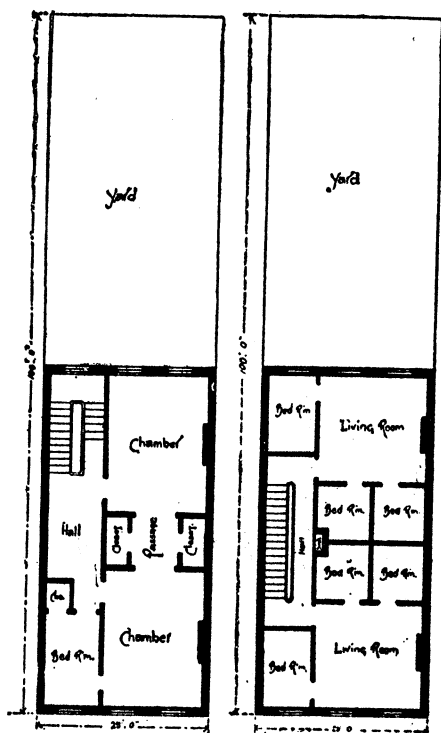 Yard
100'. 0"
Chamber
Hall
Closet
Passage
Closet
Clo.
Chamber
Bed Rm.
25'. 0"
Yard
100'. 0"
Bed Rm
Living Room
Bed Rm.
Bed Rm.
Hall
Bed Rm.
Bed Rm.
Living Room
Bed Rm.